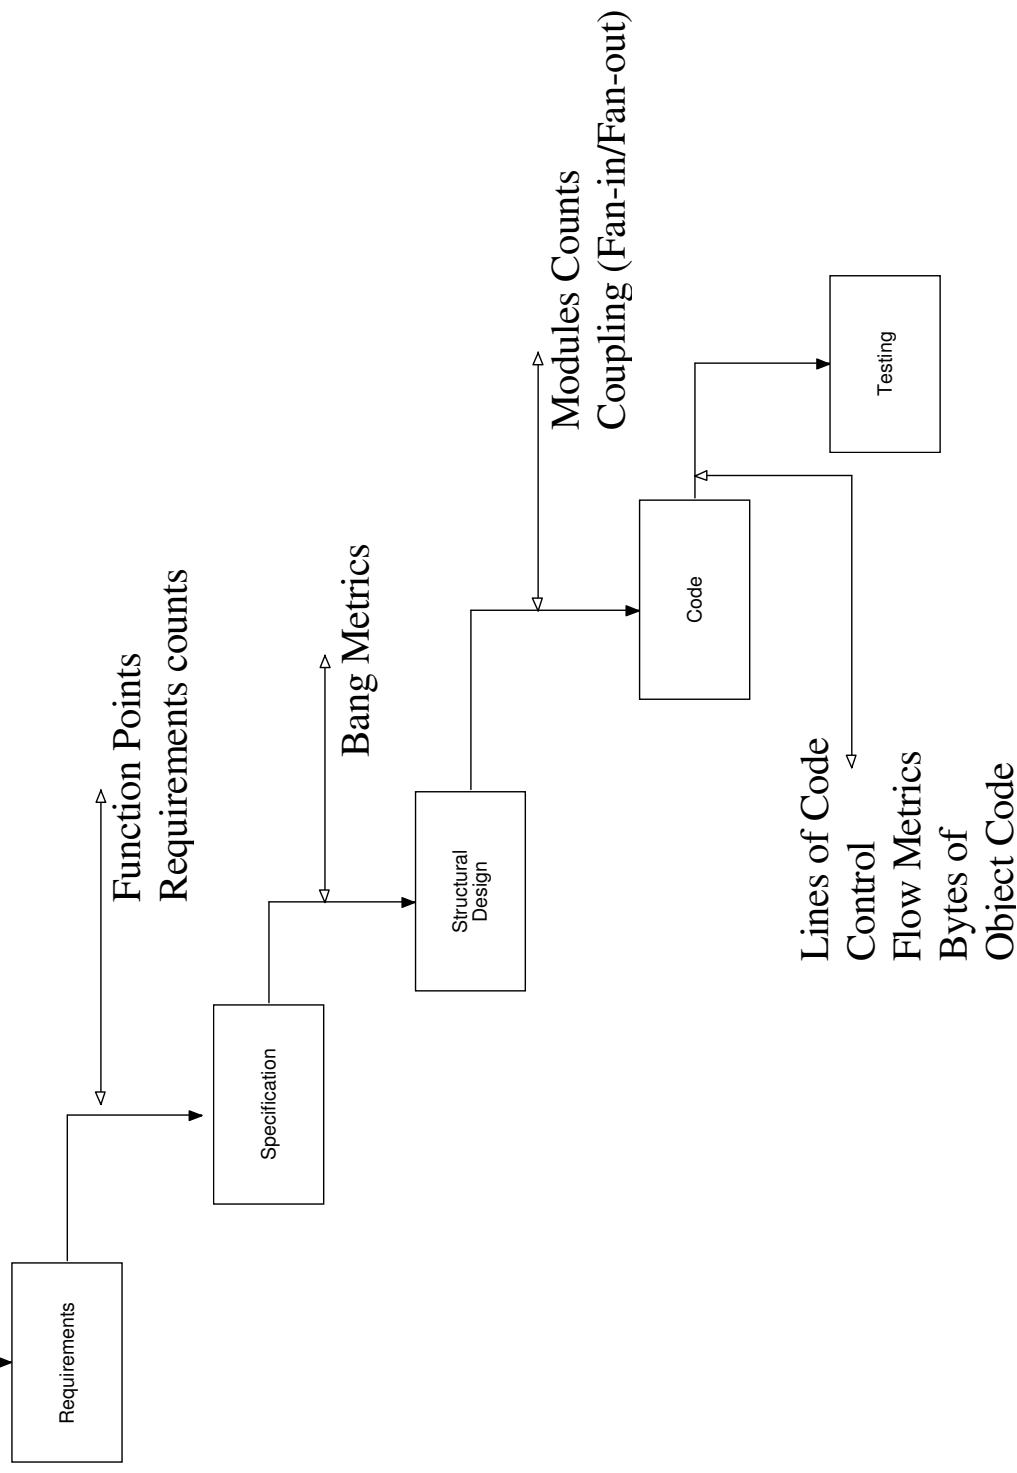 Requirements
Function Points
Requirements counts
Specification
Bang Metrics
Structural
Design
Modules Counts
Coupling (Fan-in/Fan-out)
Code
Testing
Lines of Code
Control
Flow Metrics
Bytes of
Object Code